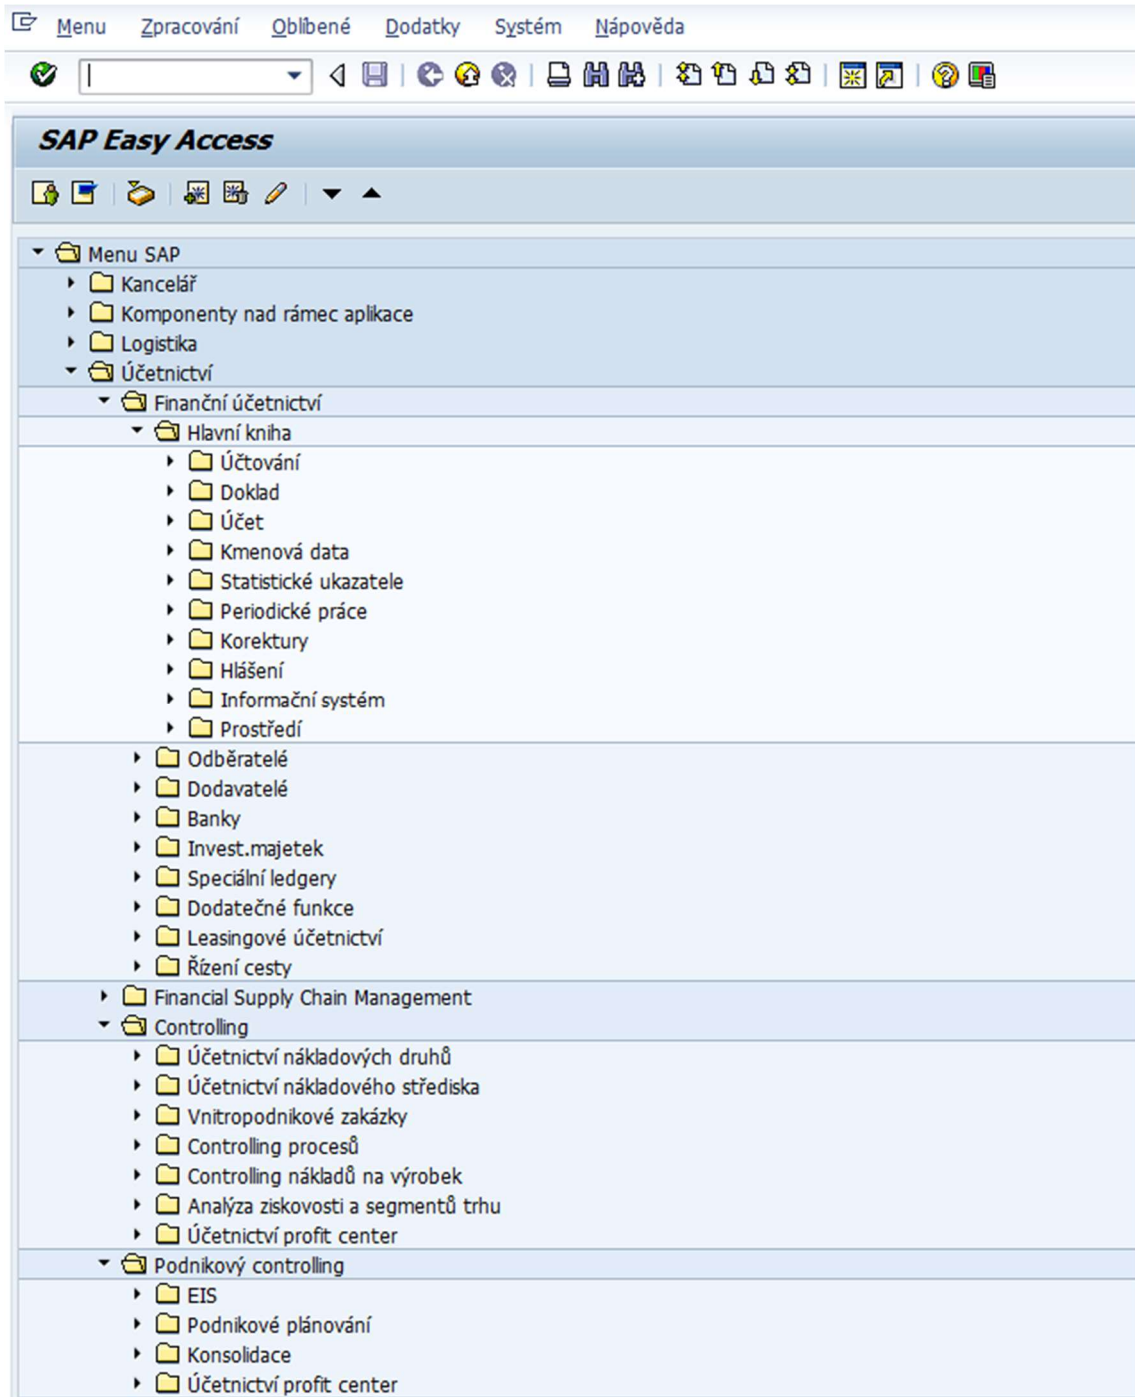 Menu Zpracování Oblíbené Dodatky Systém Nápověda
SAP Easy Access
Menu SAP
Kancelář
Komponenty nad rámec aplikace
Logistika
Účetnictví
Finanční účetnictví
Hlavní kniha
Účtování
Doklad
Účet
Kmenová data
Statistické ukazatele
Periodické práce
Korektury
Hlášení
Informační systém
Prostředí
Odběratelé
Dodavatelé
Banky
Invest.majetek
Speciální ledgery
Dodatečné funkce
Leasingové účetnictví
Řízení cesty
Financial Supply Chain Management
Controlling
Účetnictví nákladových druhů
Účetnictví nákladového střediska
Vnitropodnikové zakázky
Controlling procesů
Controlling nákladů na výrobek
Analýza ziskovosti a segmentů trhu
Účetnictví profit center
Podnikový controlling
EIS
Podnikové plánování
Konsolidace
Účetnictví profit center